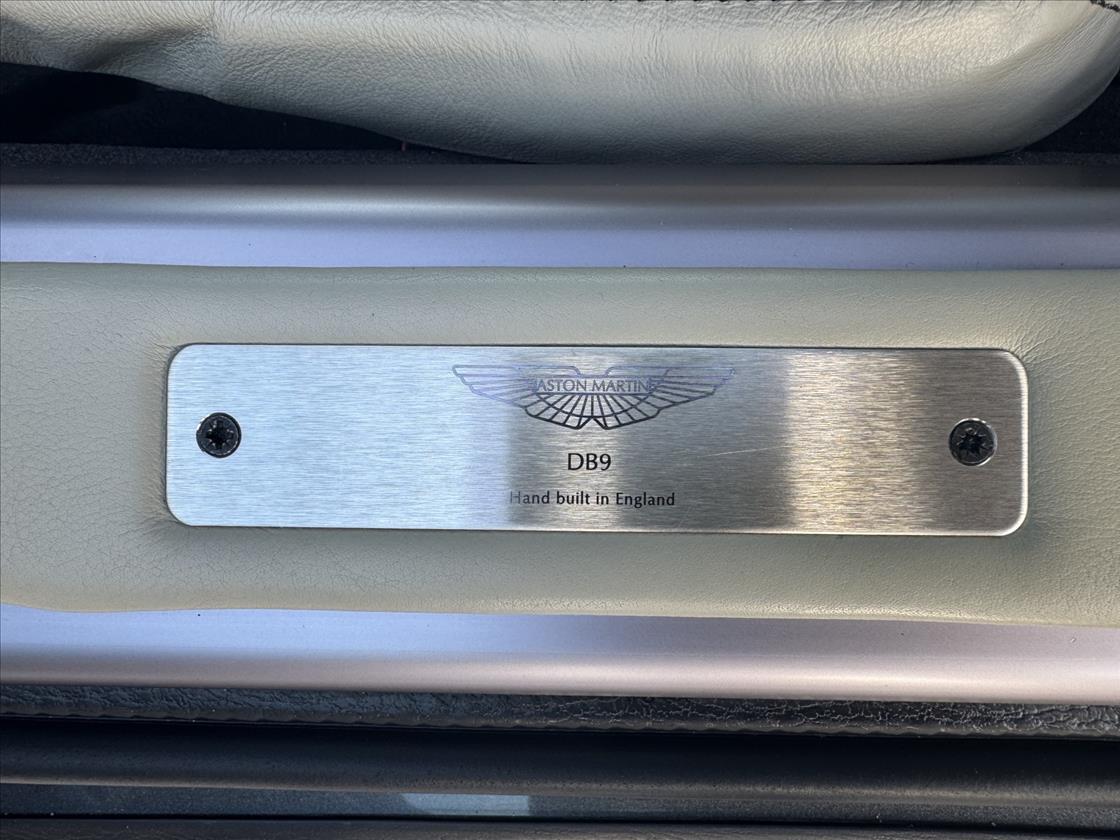 ASTON MARTIN
DB9
Hand built in England